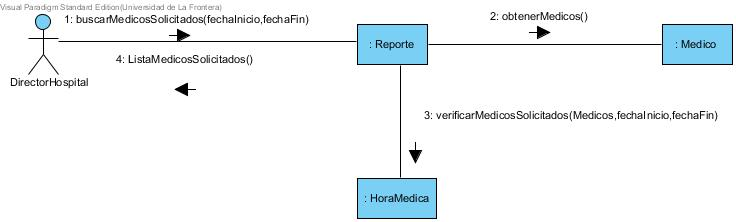 Visual Paradigm Standard Edition(Universidad de La Frontera)
1: buscarMedicosSolicitados(fechaInicio,fechaFin)
2: obtenerMedicos()
: Reporte
: Medico
4: ListaMedicosSolicitados()
DirectorHospital
3: verificarMedicosSolicitados(Medicos,fechaInicio,fechaFin)
: HoraMedica